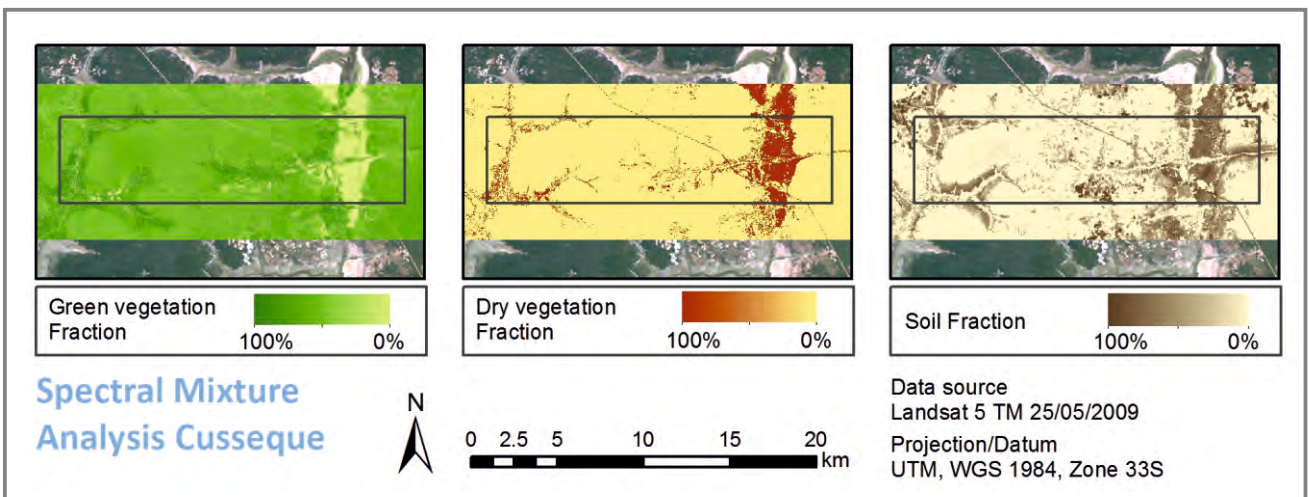 Green vegetation
Fraction
100% 0%
Dry vegetation
Fraction
100% 0%
Soil Fraction
100% 0%
Spectral Mixture
Analysis Cusseque
N
0 2.5 5 10 15 20
km
Data source
Landsat 5 TM 25/05/2009
Projection/Datum
UTM, WGS 1984, Zone 33S